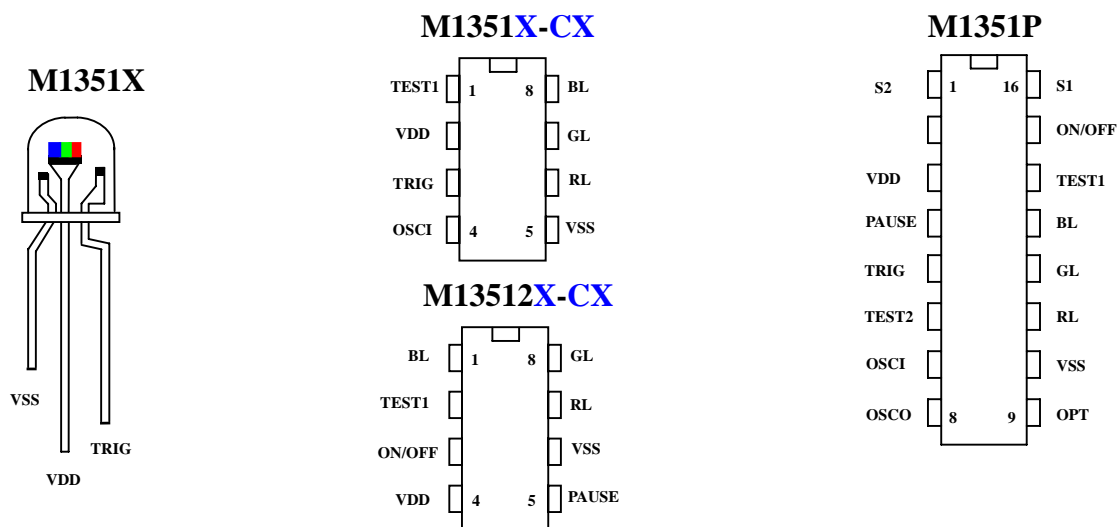 M1351X
VSS
VDD
TRIG
M1351X-CX
TEST1 1 8 BL
VDD GL
TRIG RL
OSCI 4 5 VSS
M13512X-CX
BL 1 8 GL
TEST1 RL
ON/OFF VSS
VDD 4 5 PAUSE
M1351P
S2 1 16 S1
ON/OFF
VDD TEST1
PAUSE BL
TRIG GL
TEST2 RL
OSCI VSS
OSCO 8 9 OPT